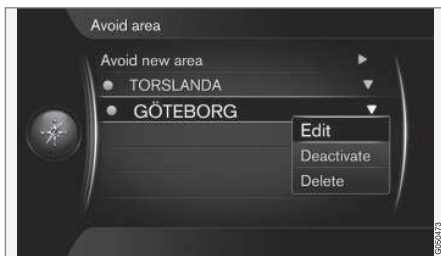 Avoid area
Avoid new area
TORSLANDA
GÖTEBORG
Edit
Deactivate
Delete
G050473